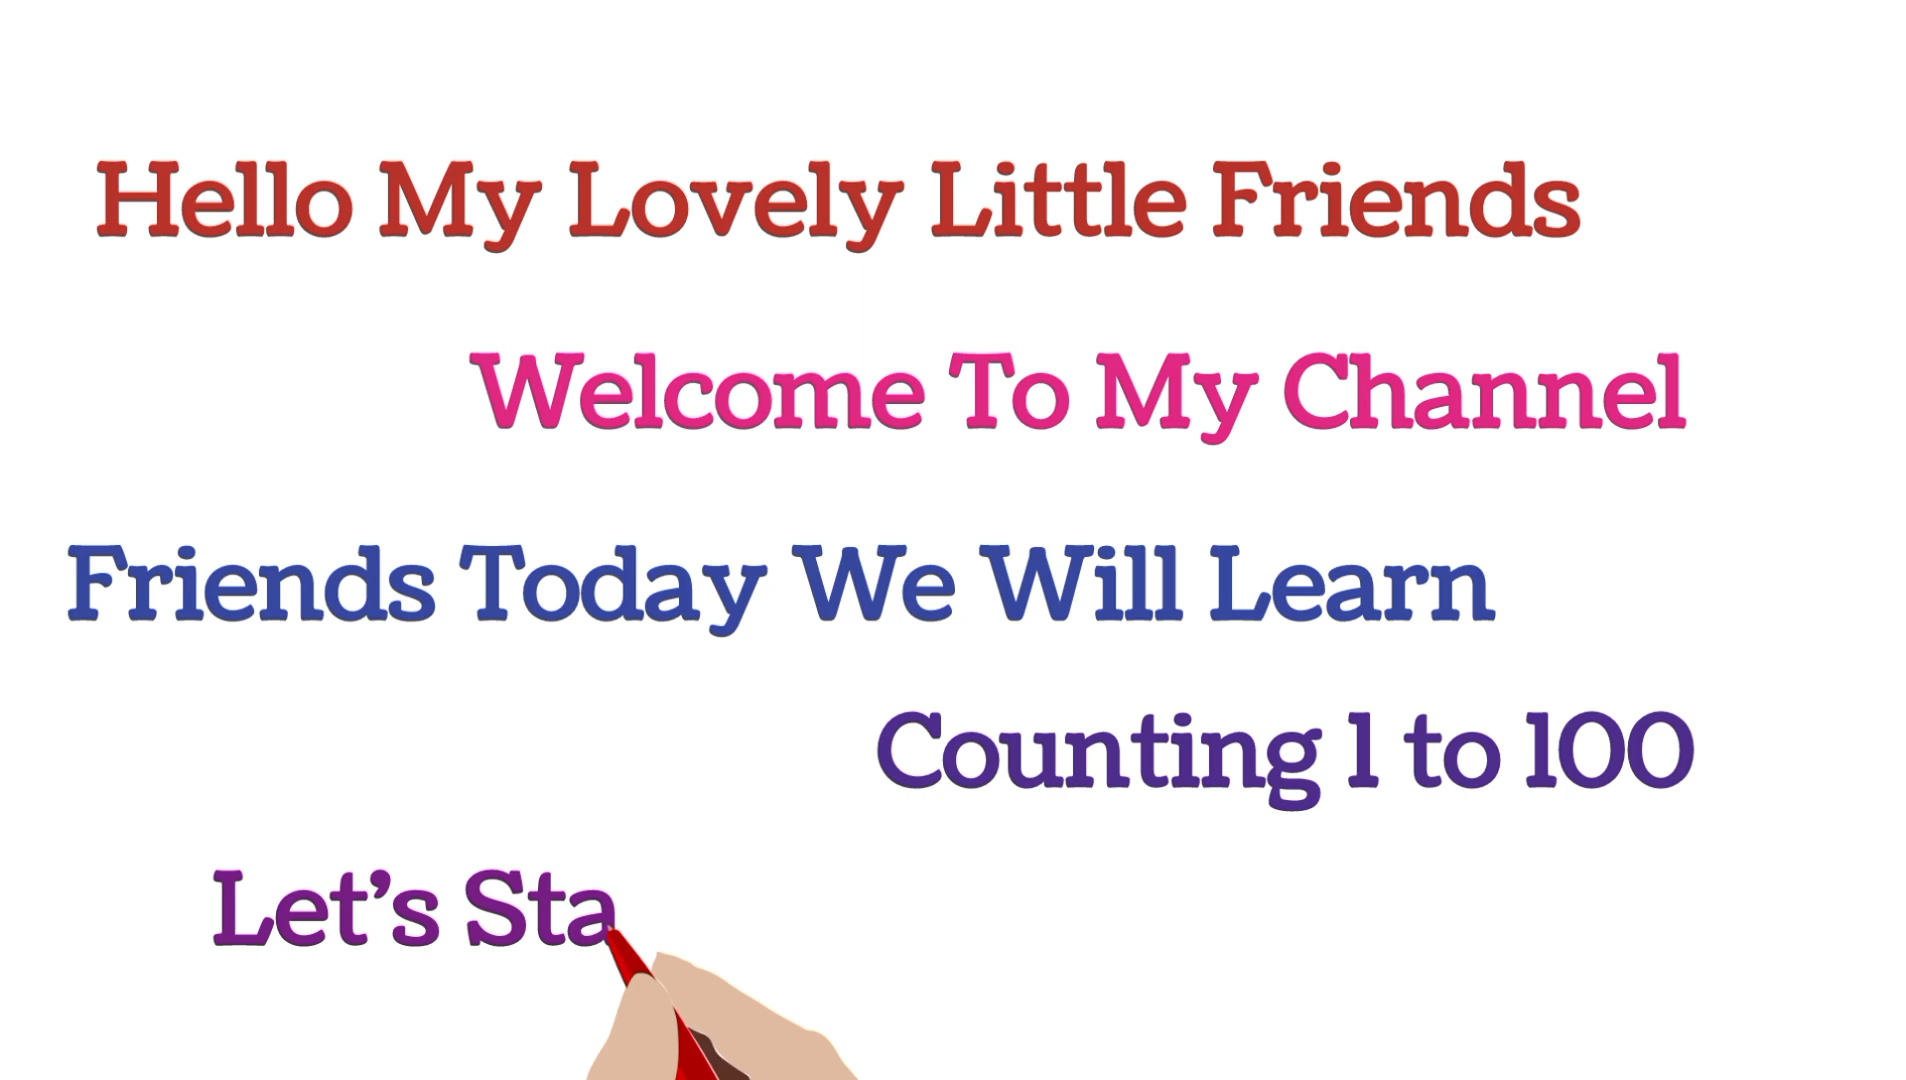 Hello My Lovely Little Friends
Welcome To My Channel
Friends Today We Will Learn
Counting 1 to 100
Let’s Sta